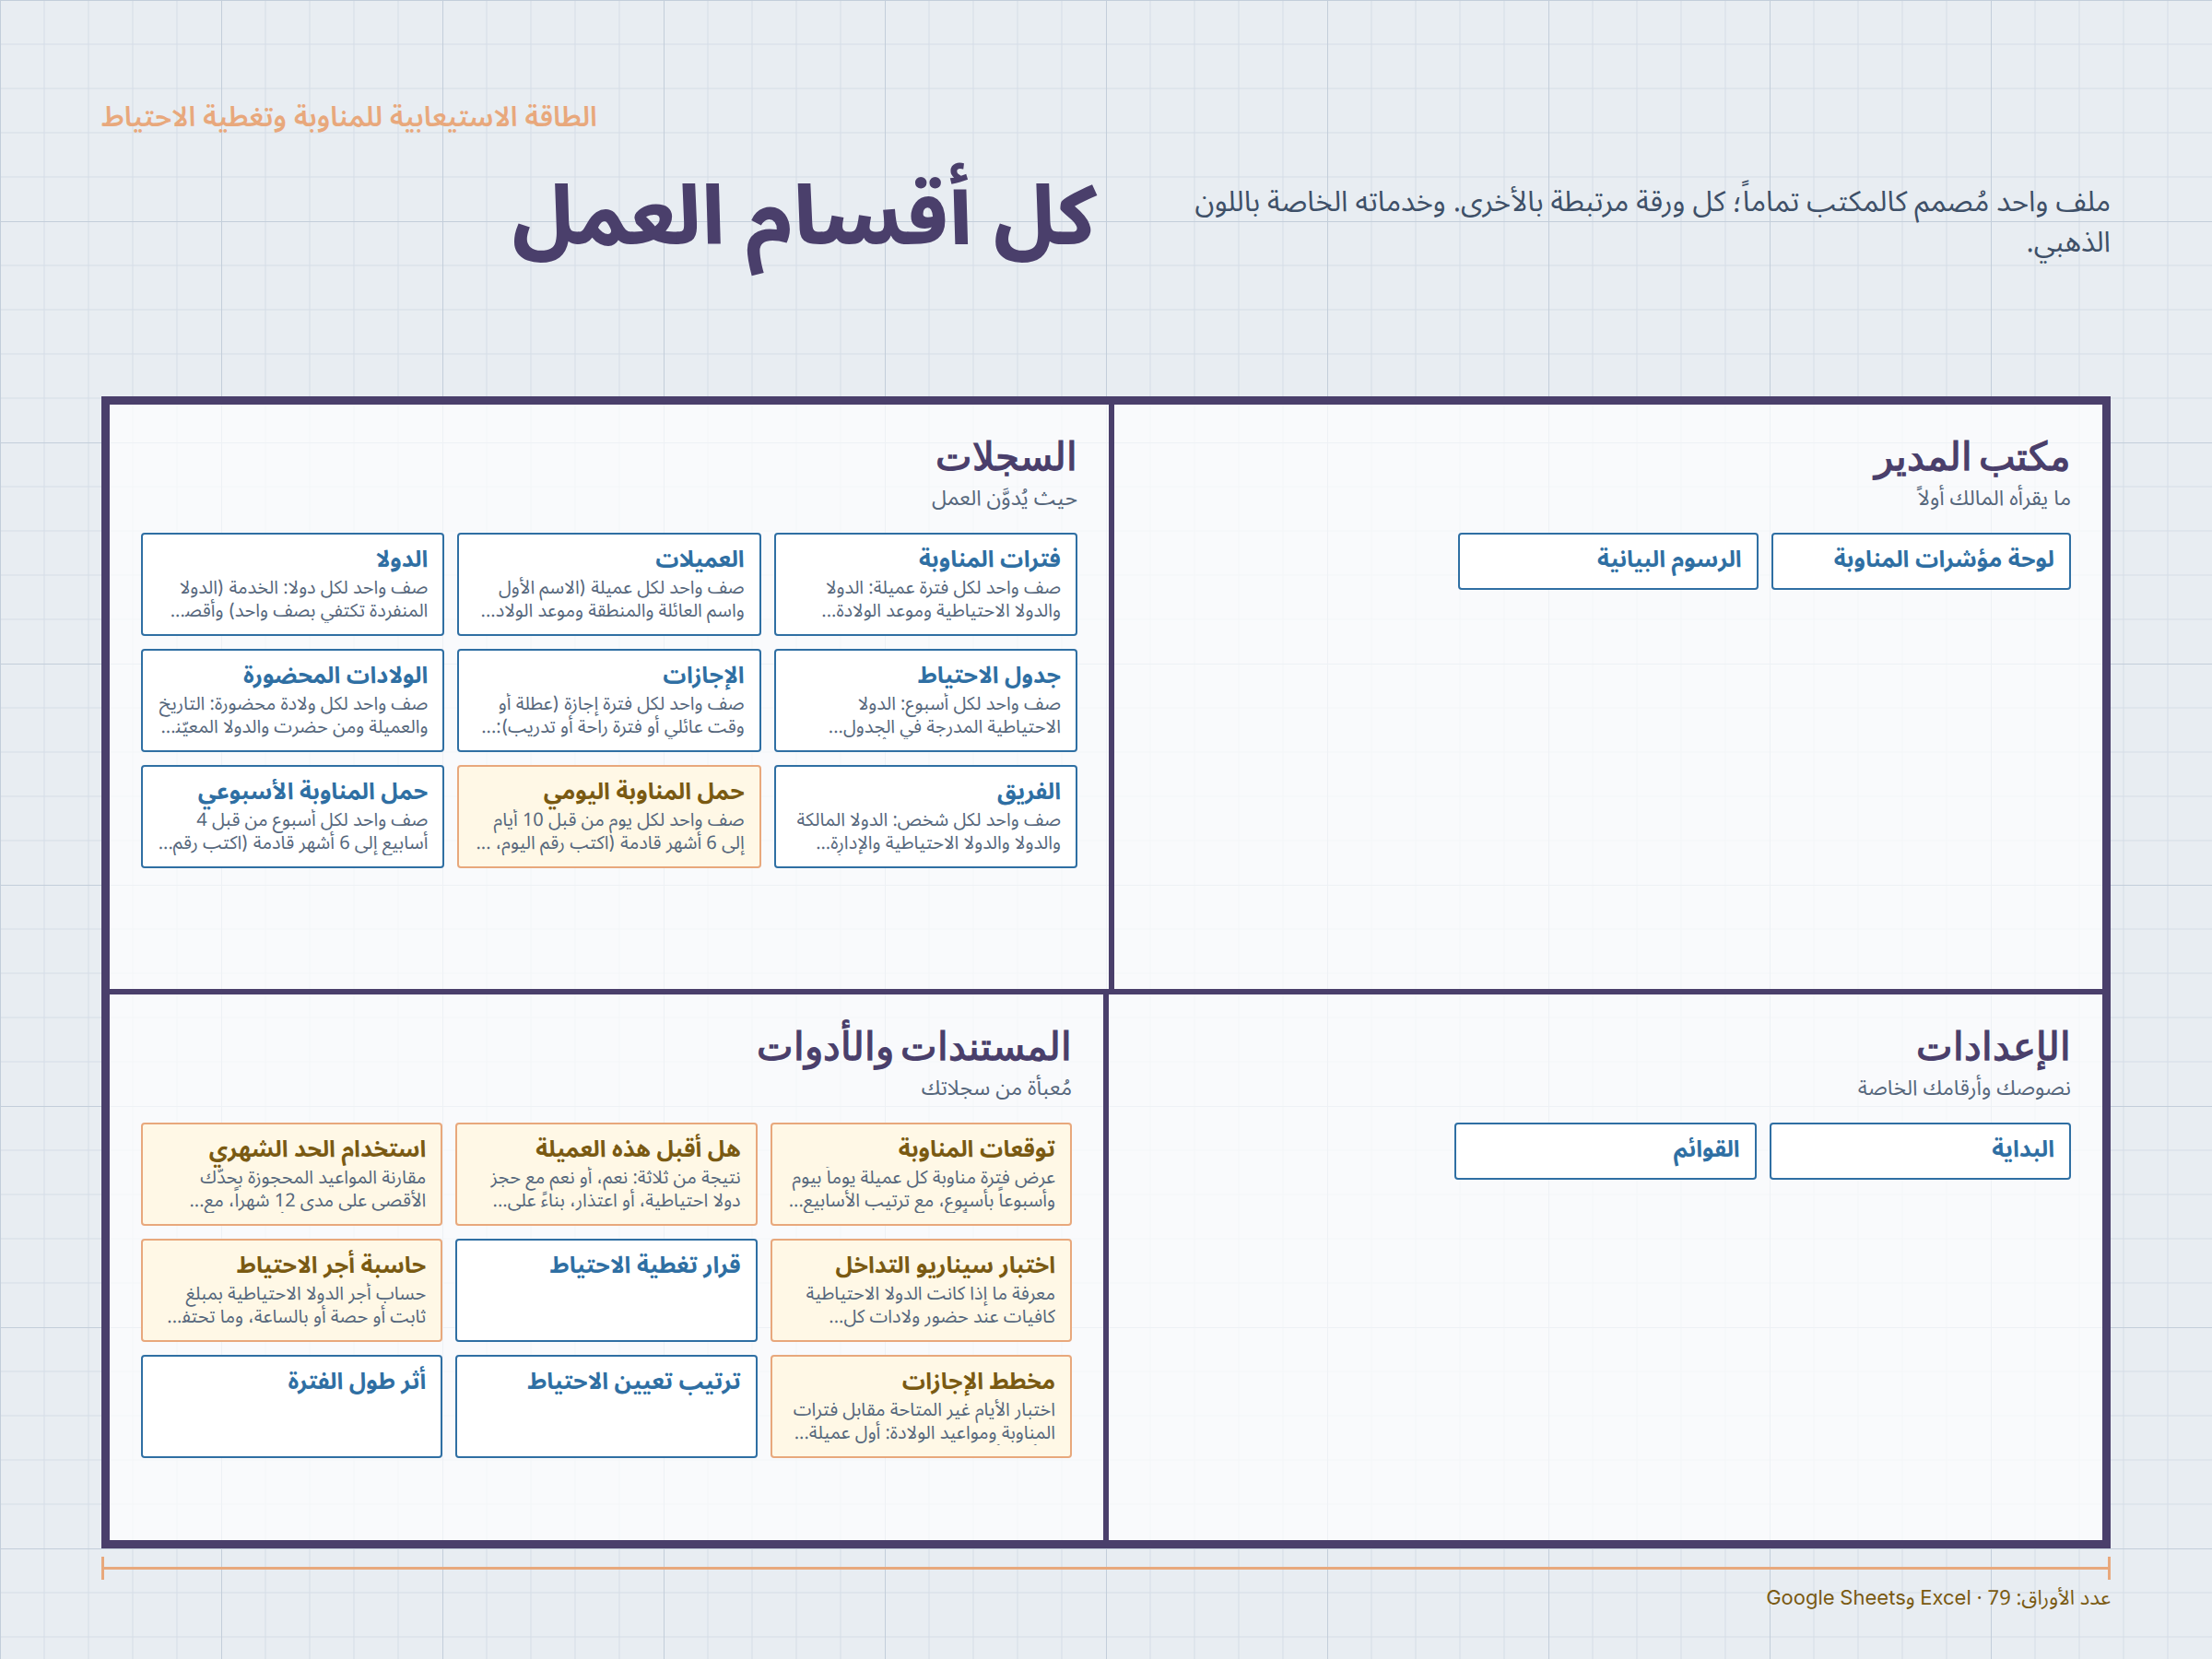 الطاقة الاستيعابية للمناوبة وتغطية الاحتياط
كل أقسام العمل
ملف واحد مُصمم كالمكتب تماماً؛ كل ورقة مرتبطة بالأخرى. وخدماته الخاصة باللون
الذهبي.
مكتب المدير
ما يقرأه المالك أولاً
لوحة مؤشرات المناوبة
الرسوم البيانية
السجلات
حيث يُدوَّن العمل
فترات المناوبة
صف واحد لكل فترة عميلة: الدولا
والدولا الاحتياطية وموعد الولادة...
العميلات
صف واحد لكل عميلة (الاسم الأول
واسم العائلة والمنطقة وموعد الولاد...
الدولا
صف واحد لكل دولا: الخدمة (الدولا
المنفردة تكتفي بصف واحد) وأقصـ...
جدول الاحتياط
صف واحد لكل أسبوع: الدولا
الاحتياطية المدرجة في الجدول...
الإجازات
صف واحد لكل فترة إجازة (عطلة أو
وقت عائلي أو فترة راحة أو تدريب):...
الولادات المحضورة
صف واحد لكل ولادة محضورة: التاريخ
والعميلة ومن حضرت والدولا المعيّنـ...
الفريق
صف واحد لكل شخص: الدولا المالكة
والدولا والدولا الاحتياطية والإدارة...
حمل المناوبة اليومي
صف واحد لكل يوم من قبل 10 أيام
إلى 6 أشهر قادمة (اكتب رقم اليوم، ...
حمل المناوبة الأسبوعي
صف واحد لكل أسبوع من قبل 4
أسابيع إلى 6 أشهر قادمة (اكتب رقم...
الإعدادات
نصوصك وأرقامك الخاصة
البداية
القوائم
المستندات والأدوات
مُعبأة من سجلاتك
توقعات المناوبة
عرض فترة مناوبة كل عميلة يوماً بيوم
وأسبوعاً بأسبوع، مع ترتيب الأسابيع...
هل أقبل هذه العميلة
نتيجة من ثلاثة: نعم، أو نعم مع حجز
دولا احتياطية، أو اعتذار، بناءً على...
استخدام الحد الشهري
مقارنة المواعيد المحجوزة بحدّك
الأقصى على مدى 12 شهراً، مع...
اختبار سيناريو التداخل
معرفة ما إذا كانت الدولا الاحتياطية
كافيات عند حضور ولادات كل...
قرار تغطية الاحتياط
حاسبة أجر الاحتياط
حساب أجر الدولا الاحتياطية بمبلغ
ثابت أو حصة أو بالساعة، وما تحتفـ...
مخطط الإجازات
اختبار الأيام غير المتاحة مقابل فترات
المناوبة ومواعيد الولادة: أول عميلة...
ترتيب تعيين الاحتياط
أثر طول الفترة
عدد الأوراق: 79 · Excel وGoogle Sheets